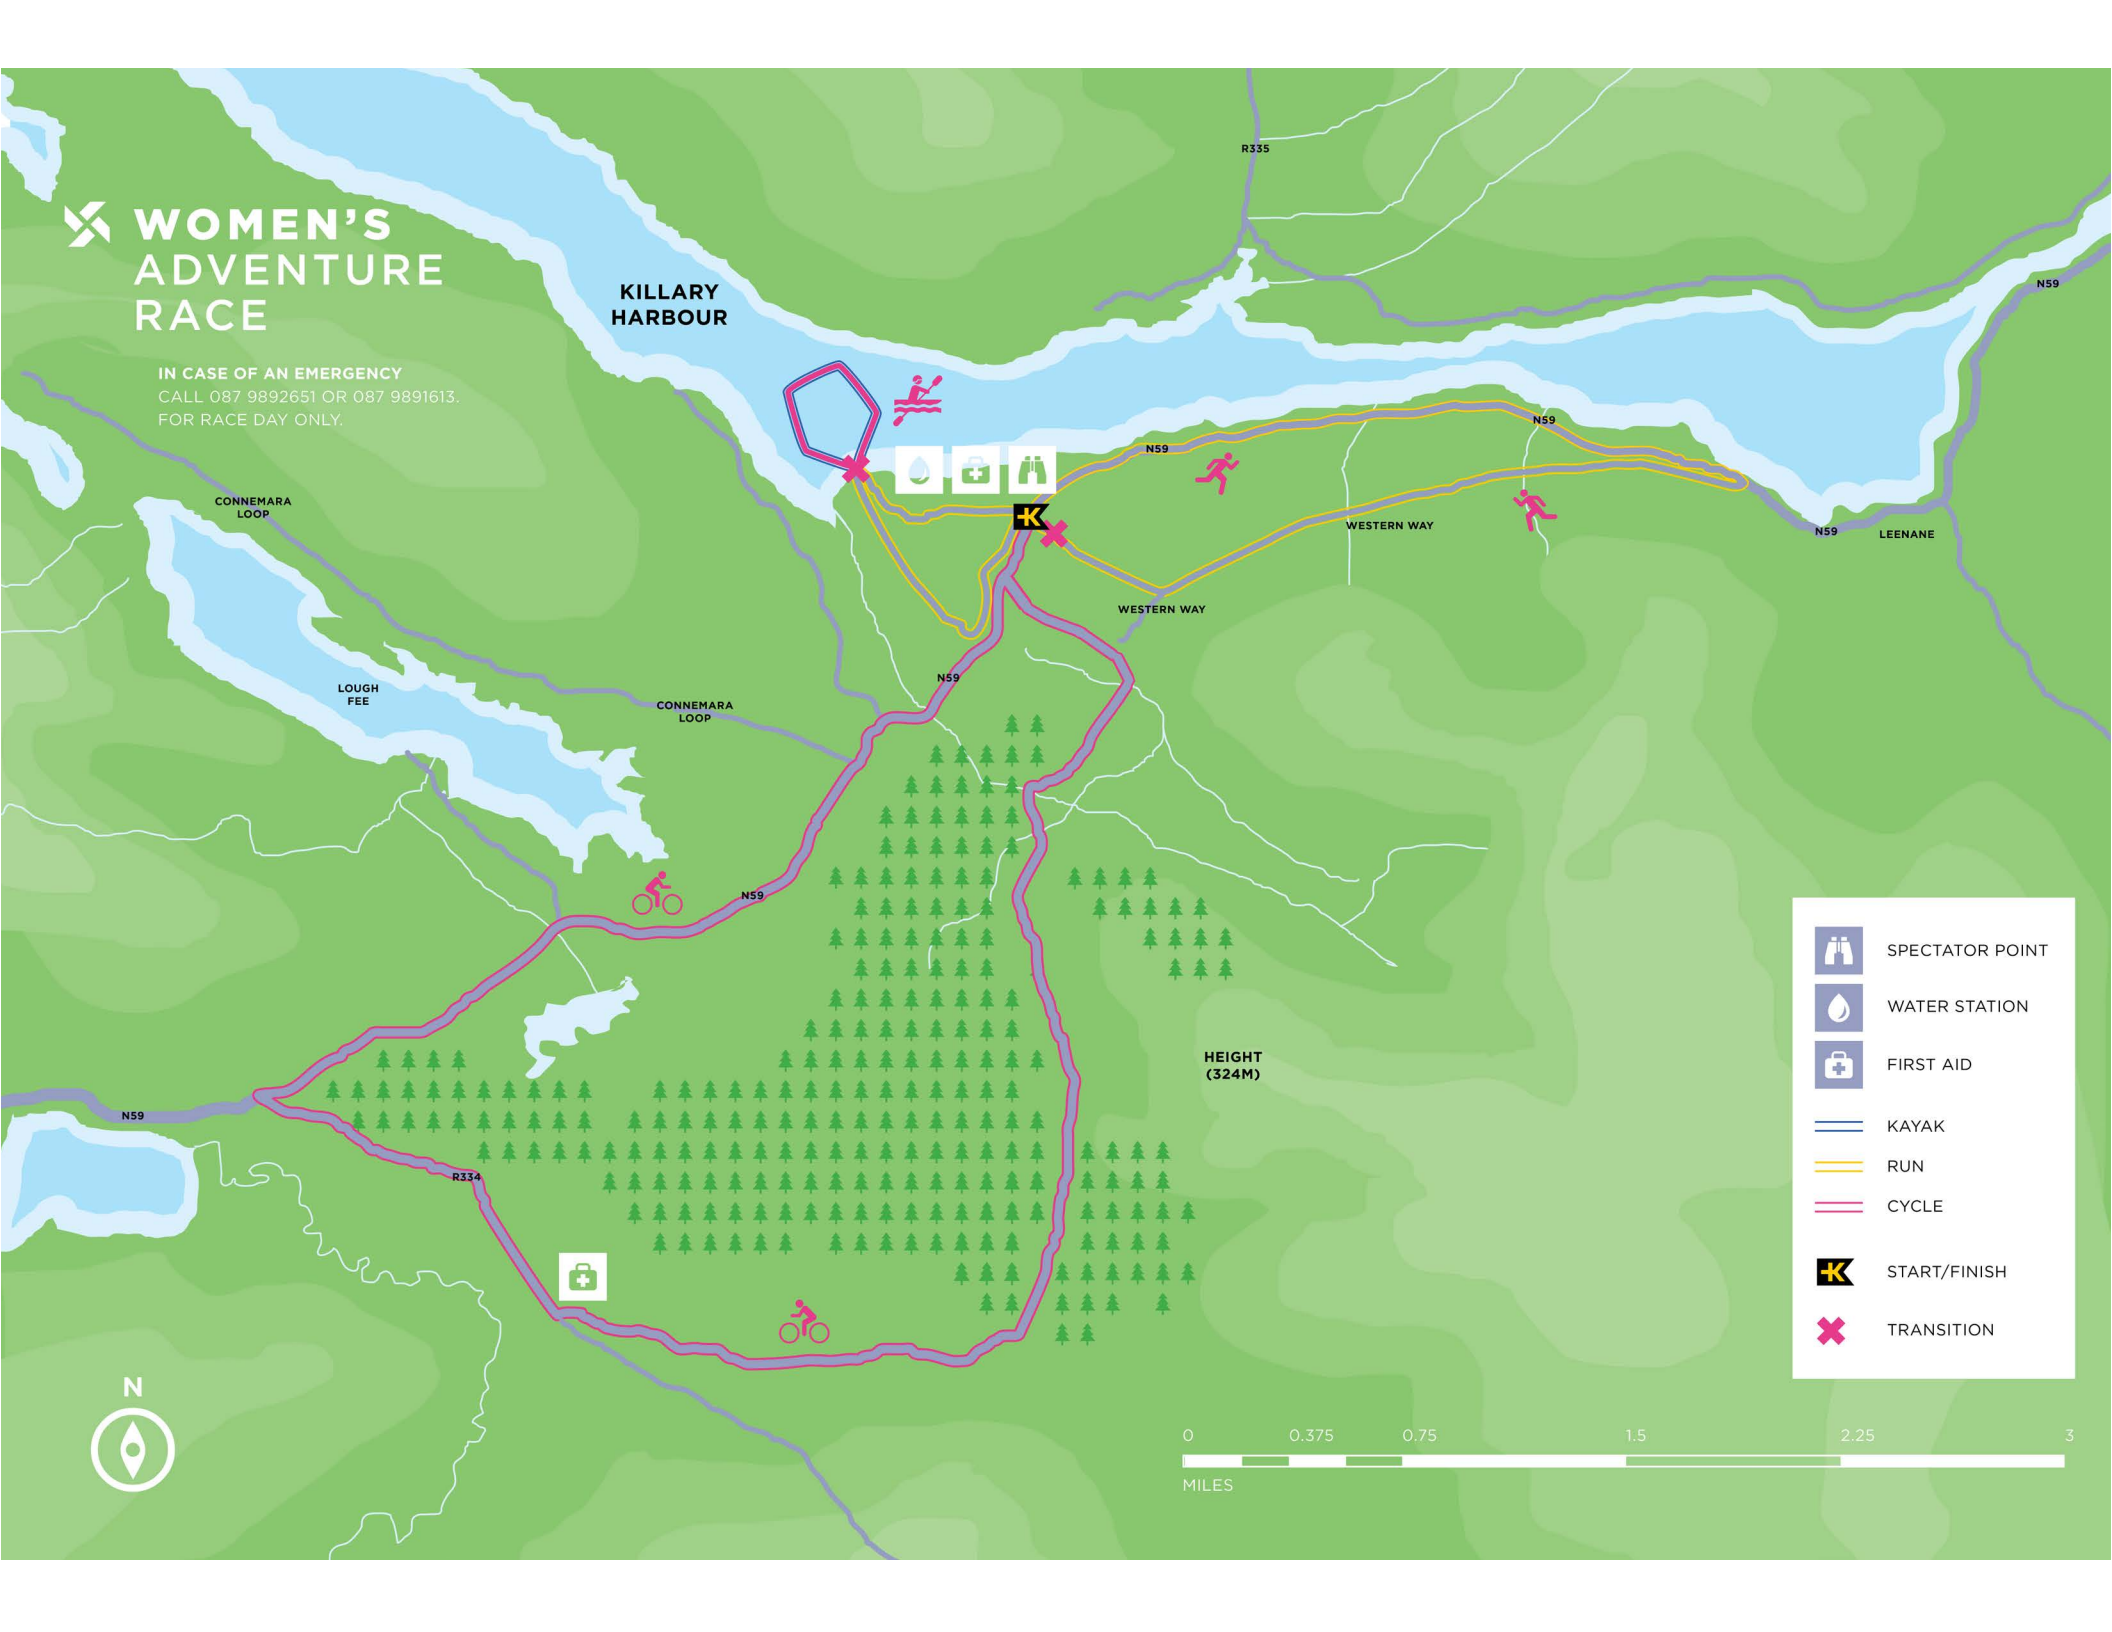 R335
WOMEN'S
ADVENTURE
RACE
KILLARY
HARBOUR
N59
IN CASE OF AN EMERGENCY
CALL 087 9892651 OR 087 9891613.
FOR RACE DAY ONLY.
N59
N59
CONNEMARA
LOOP
K
WESTERN WAY
N59
LEENANE
WESTERN WAY
N59
LOUGH
FEE
CONNEMARA
LOOP
N59
HEIGHT
(324M)
N59
R334
SPECTATOR POINT
WATER STATION
FIRST AID
KAYAK
RUN
CYCLE
K
START/FINISH
TRANSITION
N
0 0.375 0.75 1.5 2.25 3
MILES